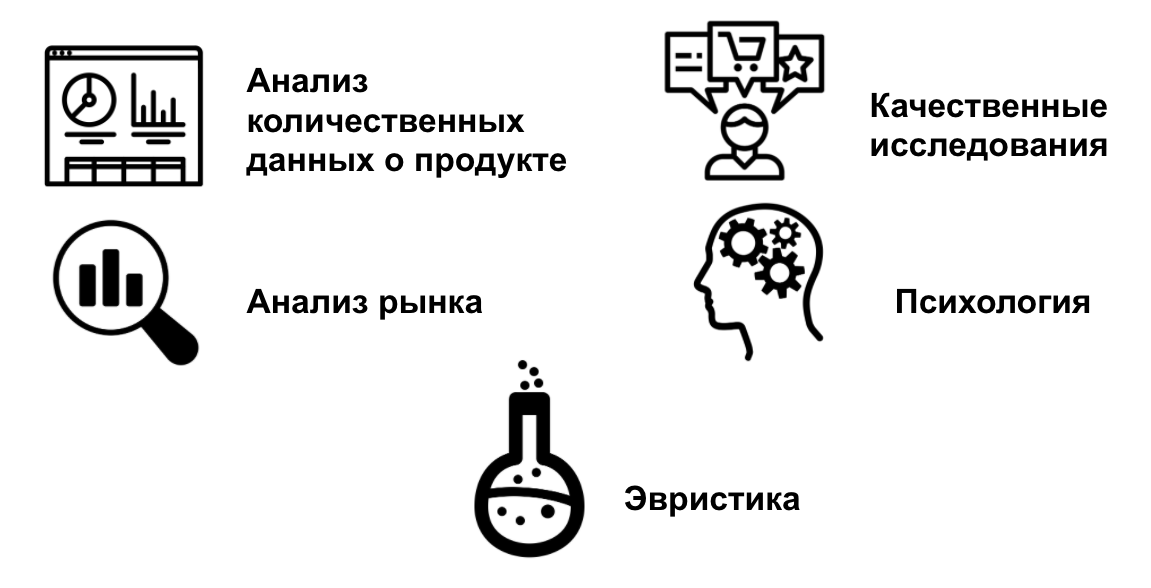 Анализ
количественных
данных о продукте
Качественные
исследования
Анализ рынка
Психология
Эвристика